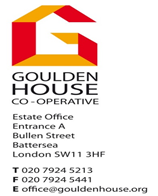 GOULDEN
HOUSE
CO-OPERATIVE
Estate Office
Entrance A
Bullen Street
Battersea
London SW11 3HF
T 020 7924 5213
F 020 7924 5441
E office@gouldenhouse.org